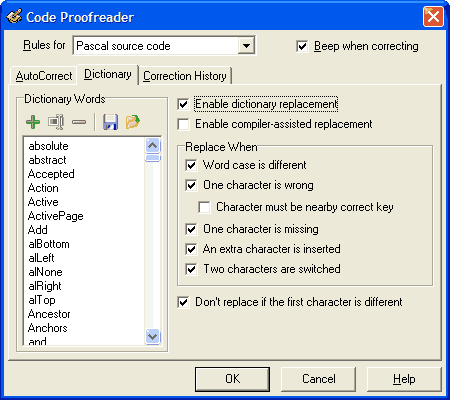 Code Proofreader
Rules for Pascal source code Beep when correcting
AutoCorrect Dictionary Correction History
Dictionary Words
absolute
abstract
Accepted
Action
Active
ActivePage
Add
alBottom
alLeft
alNone
alRight
alTop
Ancestor
Anchors
and
Enable dictionary replacement
Enable compiler-assisted replacement
Replace When
Word case is different
One character is wrong
Character must be nearby correct key
One character is missing
An extra character is inserted
Two characters are switched
Don't replace if the first character is different
OK Cancel Help